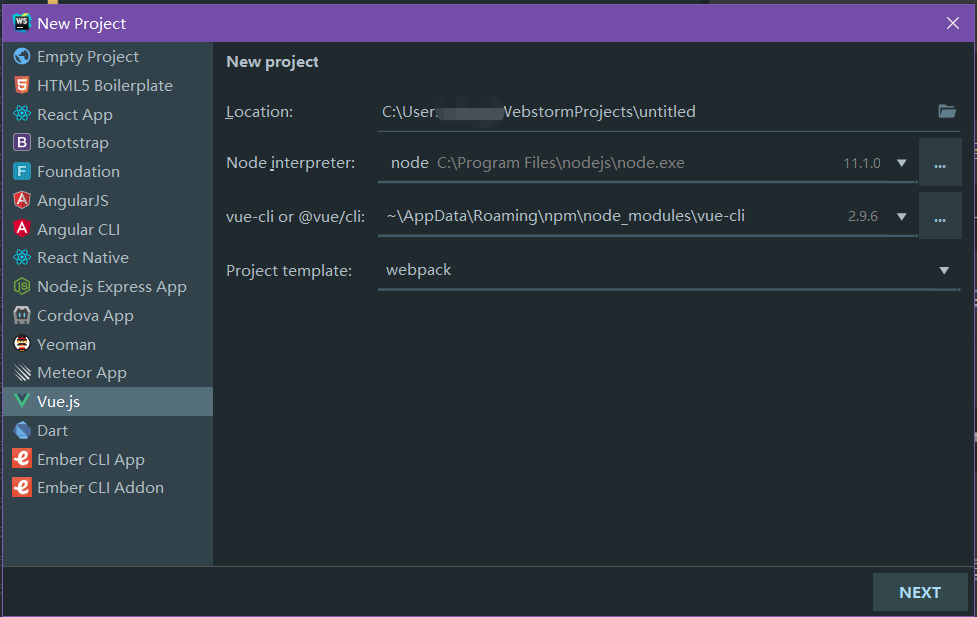 WS
New Project
Empty Project
HTML5 Boilerplate
React App
Bootstrap
Foundation
AngularJS
Angular CLI
React Native
Node.js Express App
Cordova App
Yeoman
Meteor App
Vue.js
Dart
Ember CLI App
Ember CLI Addon
New project
Location: C:\User. WebstormProjects\untitled
Node interpreter: node C:\Program Files\nodejs\node.exe 11.1.0 ...
vue-cli or @vue/cli: ~\AppData\Roaming\npm\node_modules\vue-cli 2.9.6 ...
Project template: webpack
NEXT